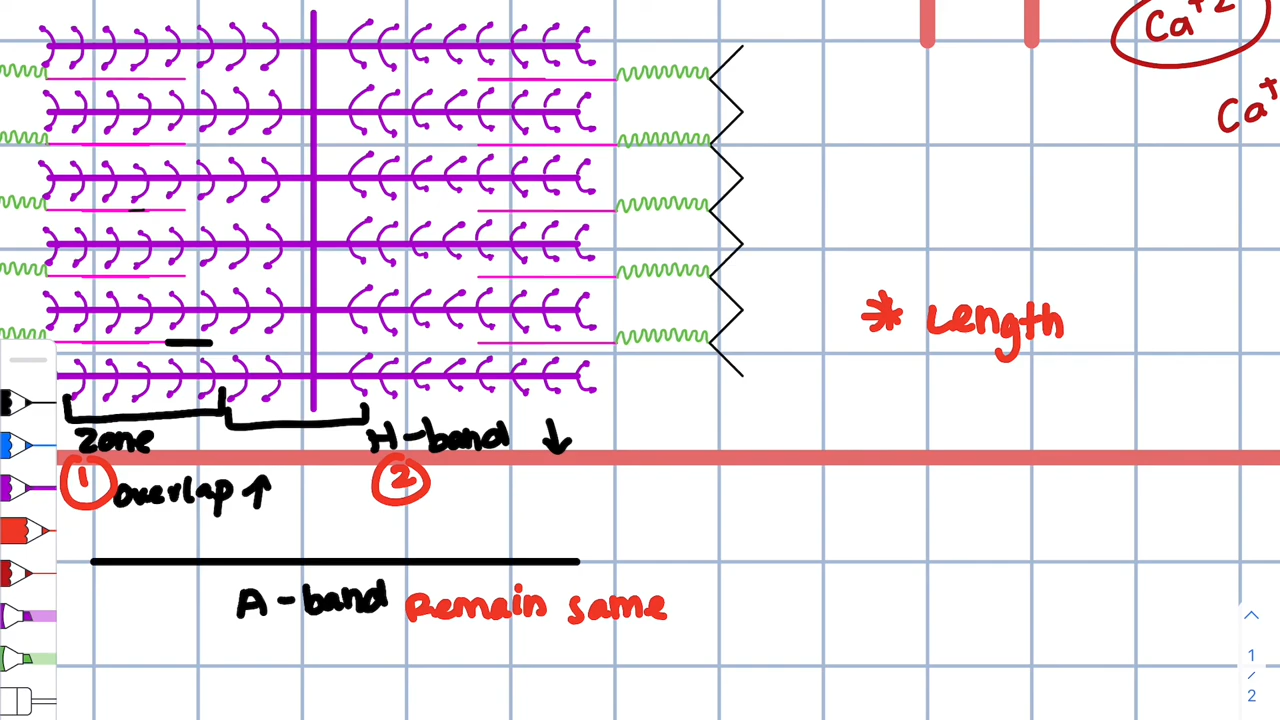 Ca+2
Ca+
* Length
Zone
H-band ↓
1
overlap ↑
2
A-band Remain same
1
2